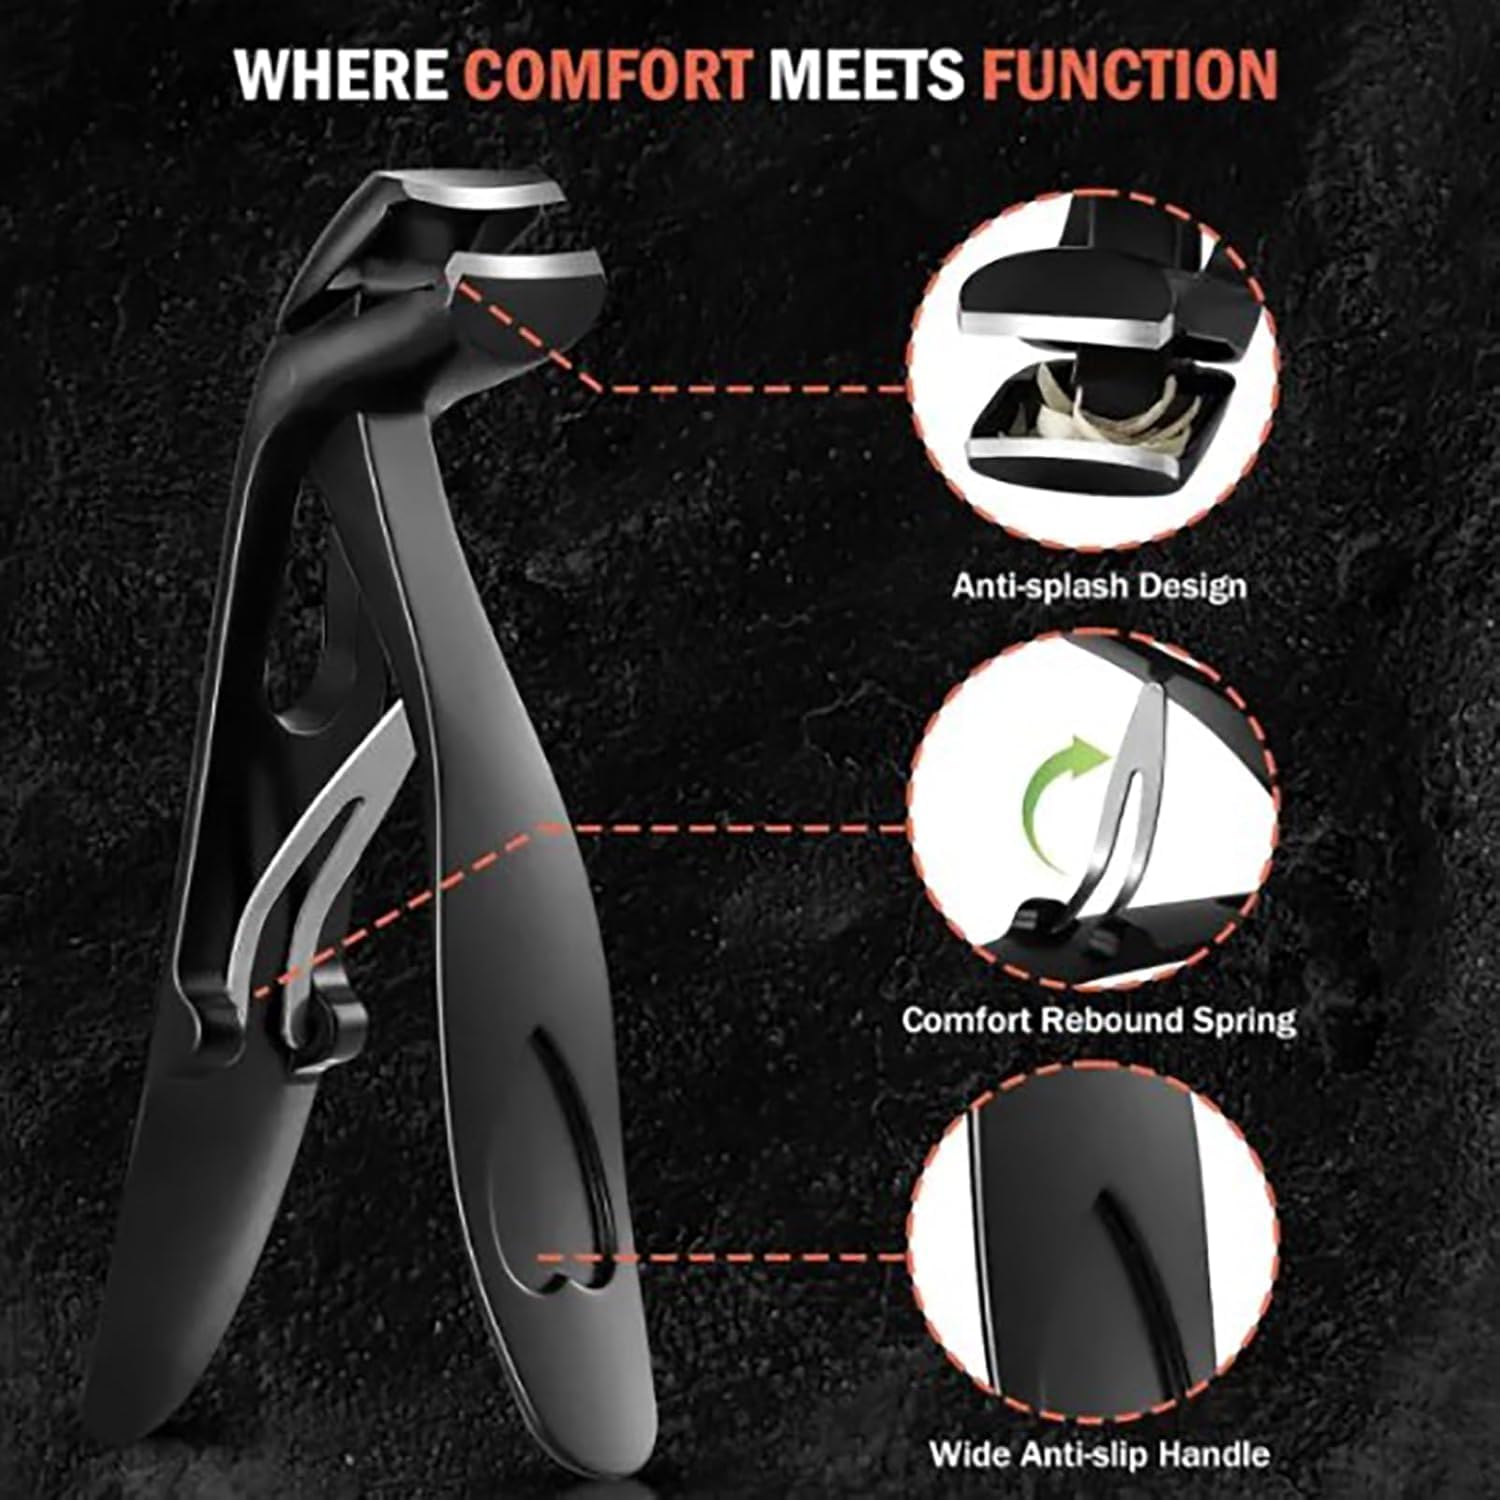 WHERE COMFORT MEETS FUNCTION
Anti-splash Design
Comfort Rebound Spring
Wide Anti-slip Handle